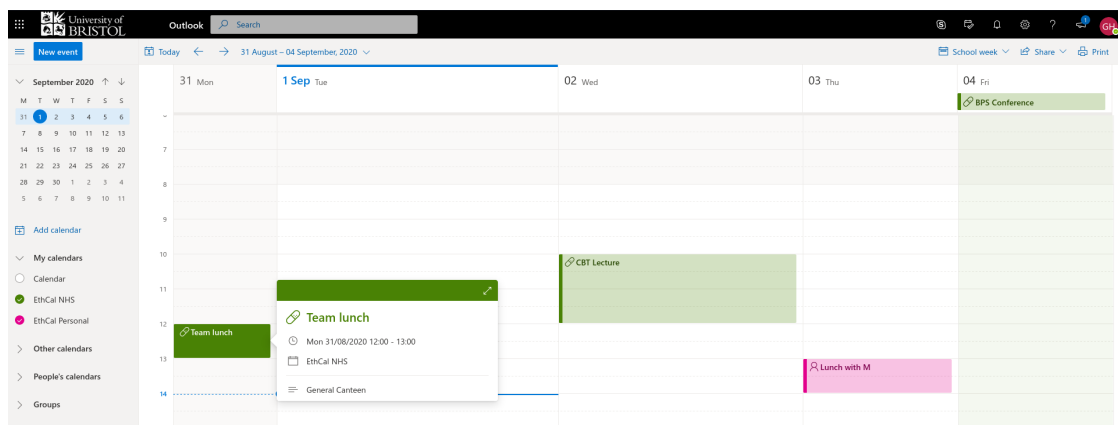 University of
BRISTOL
Outlook
Search
GH
New event
Today
31 August – 04 September, 2020
School week
Share
Print
September 2020
M T W T F S S
31 1 2 3 4 5 6
7 8 9 10 11 12 13
14 15 16 17 18 19 20
21 22 23 24 25 26 27
28 29 30 1 2 3 4
5 6 7 8 9 10 11
Add calendar
My calendars
Calendar
EthCal NHS
EthCal Personal
Other calendars
People's calendars
Groups
31 Mon
1 Sep Tue
02 Wed
03 Thu
04 Fri
BPS Conference
7
8
9
10
11
12
13
14
CBT Lecture
Team lunch
Team lunch
Mon 31/08/2020 12:00 - 13:00
EthCal NHS
General Canteen
Lunch with M